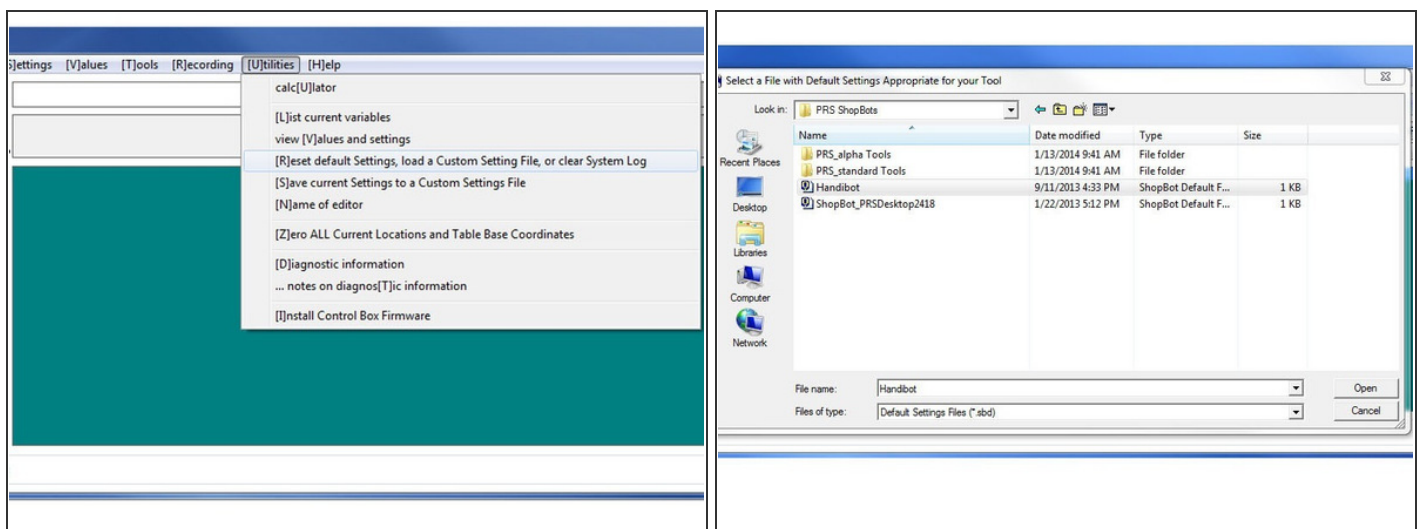 S]ettings [V]alues [T]ools [R]ecording [U]tilities [H]elp
calc[U]lator
[L]ist current variables
view [V]alues and settings
[R]eset default Settings, load a Custom Setting File, or clear System Log
[S]ave current Settings to a Custom Settings File
[N]ame of editor
[Z]ero ALL Current Locations and Table Base Coordinates
[D]iagnostic information
... notes on diagnos[T]ic information
[I]nstall Control Box Firmware
Select a File with Default Settings Appropriate for your Tool
Look in: PRS ShopBots
Name Date modified Type Size
PRS_alpha Tools 1/13/2014 9:41 AM File folder
PRS_standard Tools 1/13/2014 9:41 AM File folder
Handibot 9/11/2013 4:33 PM ShopBot Default F... 1 KB
ShopBot_PRSDesktop2418 1/22/2013 5:12 PM ShopBot Default F... 1 KB
Recent Places
Desktop
Libraries
Computer
Network
File name: Handibot Open
Files of type: Default Settings Files (*.sbd) Cancel